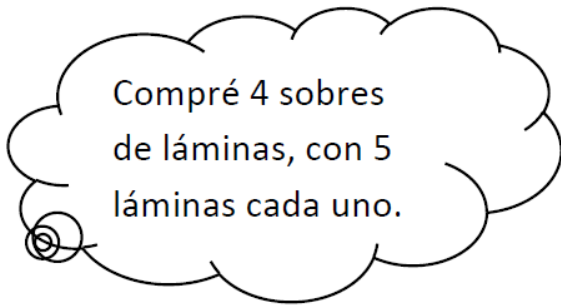 Compré 4 sobres
de láminas, con 5
láminas cada uno.